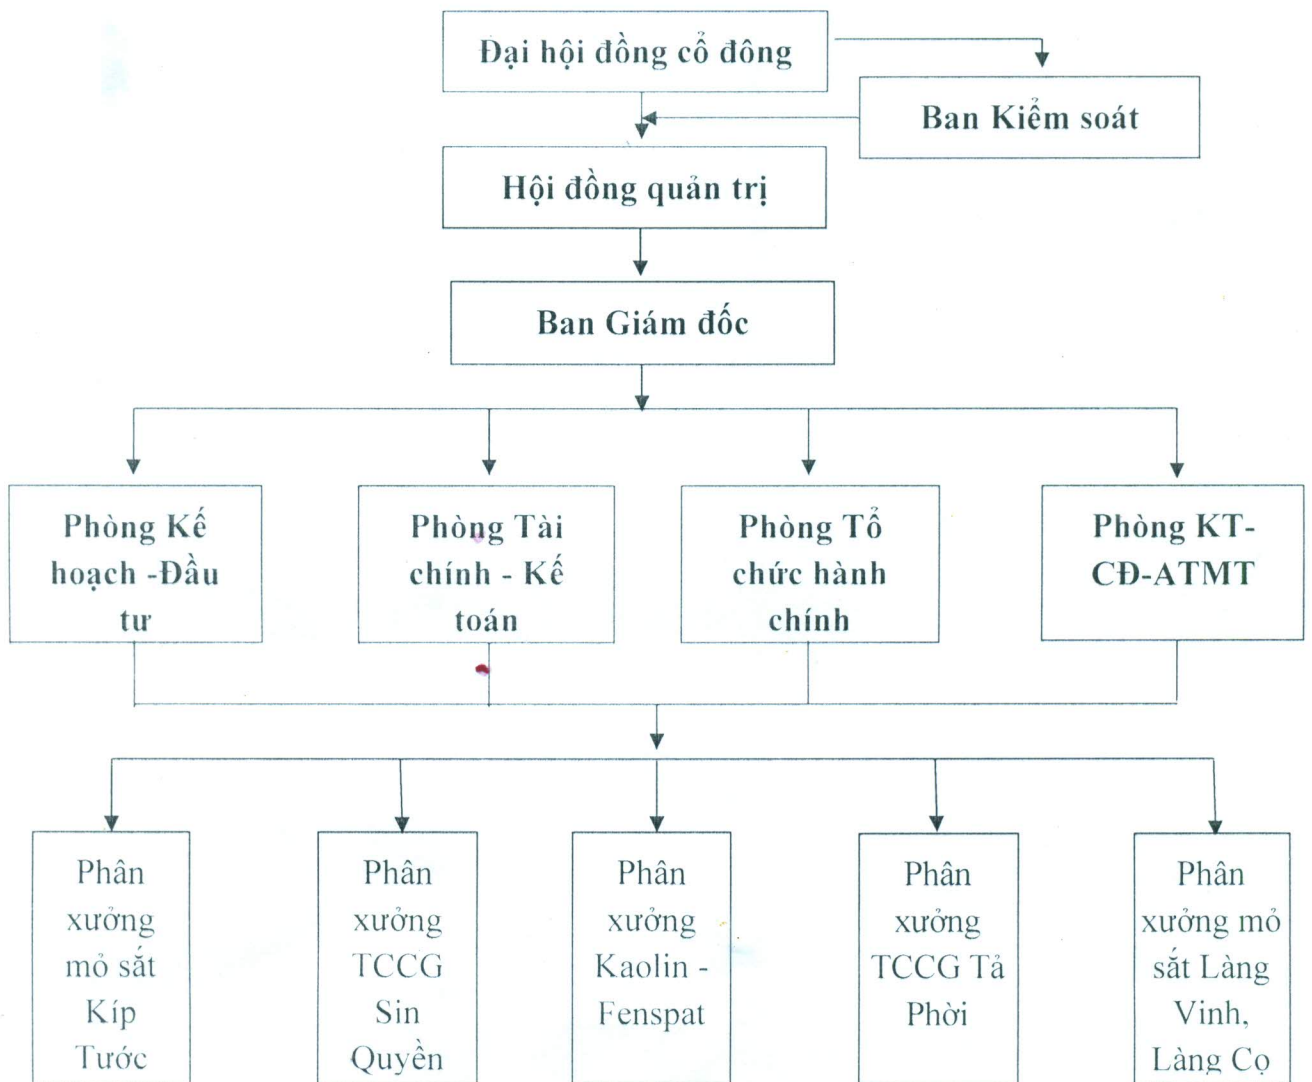 Đại hội đồng cổ đông
Ban Kiểm soát
Hội đồng quản trị
Ban Giám đốc
Phòng Kế
hoạch -Đầu
tư
Phòng Tài
chính - Kế
toán
Phòng Tổ
chức hành
chính
Phòng KT-
CĐ-ATMT
Phân
xưởng
mỏ sắt
Kíp
Tước
Phân
xưởng
TCCG
Sin
Quyền
Phân
xưởng
Kaolin -
Fenspat
Phân
xưởng
TCCG Tả
Phời
Phân
xưởng mỏ
sắt Làng
Vinh,
Làng Cọ